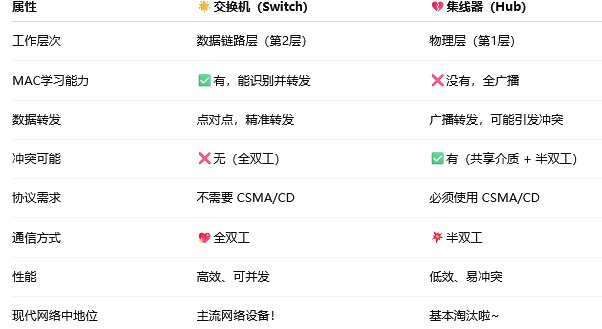 属性 🌟 交换机（Switch） 💔 集线器（Hub）
工作层次 数据链路层（第2层） 物理层（第1层）
MAC学习能力 ✅ 有，能识别并转发 ❌ 没有，全广播
数据转发 点对点，精准转发 广播转发，可能引发冲突
冲突可能 ❌ 无（全双工） ✅ 有（共享介质 + 半双工）
协议需求 不需要 CSMA/CD 必须使用 CSMA/CD
通信方式 💖 全双工 💥 半双工
性能 高效、可并发 低效、易冲突
现代网络中地位 主流网络设备！ 基本淘汰啦~